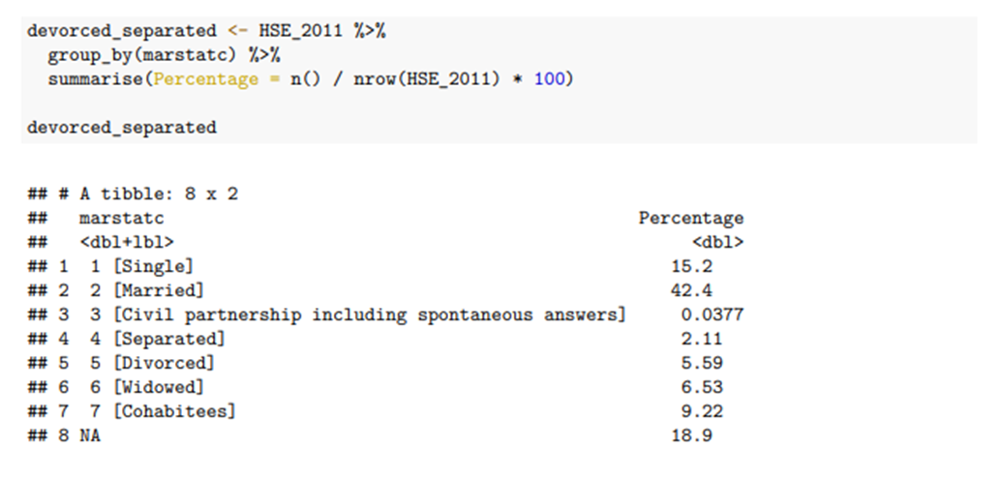 devorced_separated <- HSE_2011 %>%
group_by(marstatc) %>%
summarise(Percentage = n() / nrow(HSE_2011) * 100)
devorced_separated
## # A tibble: 8 x 2
## marstatc Percentage
## <dbl+lbl> <dbl>
## 1 1 [Single] 15.2
## 2 2 [Married] 42.4
## 3 3 [Civil partnership including spontaneous answers] 0.0377
## 4 4 [Separated] 2.11
## 5 5 [Divorced] 5.59
## 6 6 [Widowed] 6.53
## 7 7 [Cohabitees] 9.22
## 8 NA 18.9